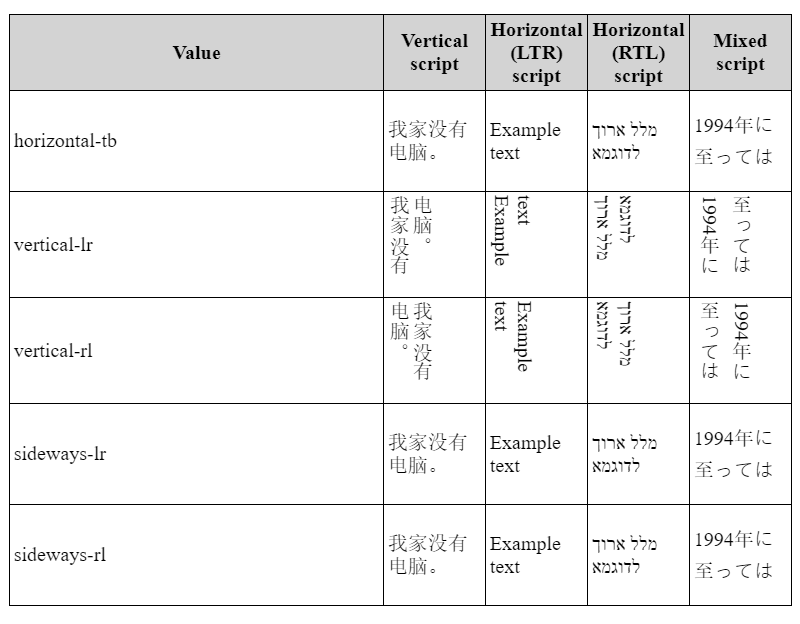 Value
Vertical
script
Horizontal
(LTR)
script
Horizontal
(RTL)
script
Mixed
script
horizontal-tb
我家没有
电脑。
Example
text
מלל ארוך
לדוגמא
1994年に
至っては
vertical-lr
我家没有
电脑。
Example
text
מלל ארוך
לדוגמא
1994年に
至っては
vertical-rl
我家没有
电脑。
Example
text
מלל ארוך
לדוגמא
1994年に
至っては
sideways-lr
我家没有
电脑。
Example
text
מלל ארוך
לדוגמא
1994年に
至っては
sideways-rl
我家没有
电脑。
Example
text
מלל ארוך
לדוגמא
1994年に
至っては